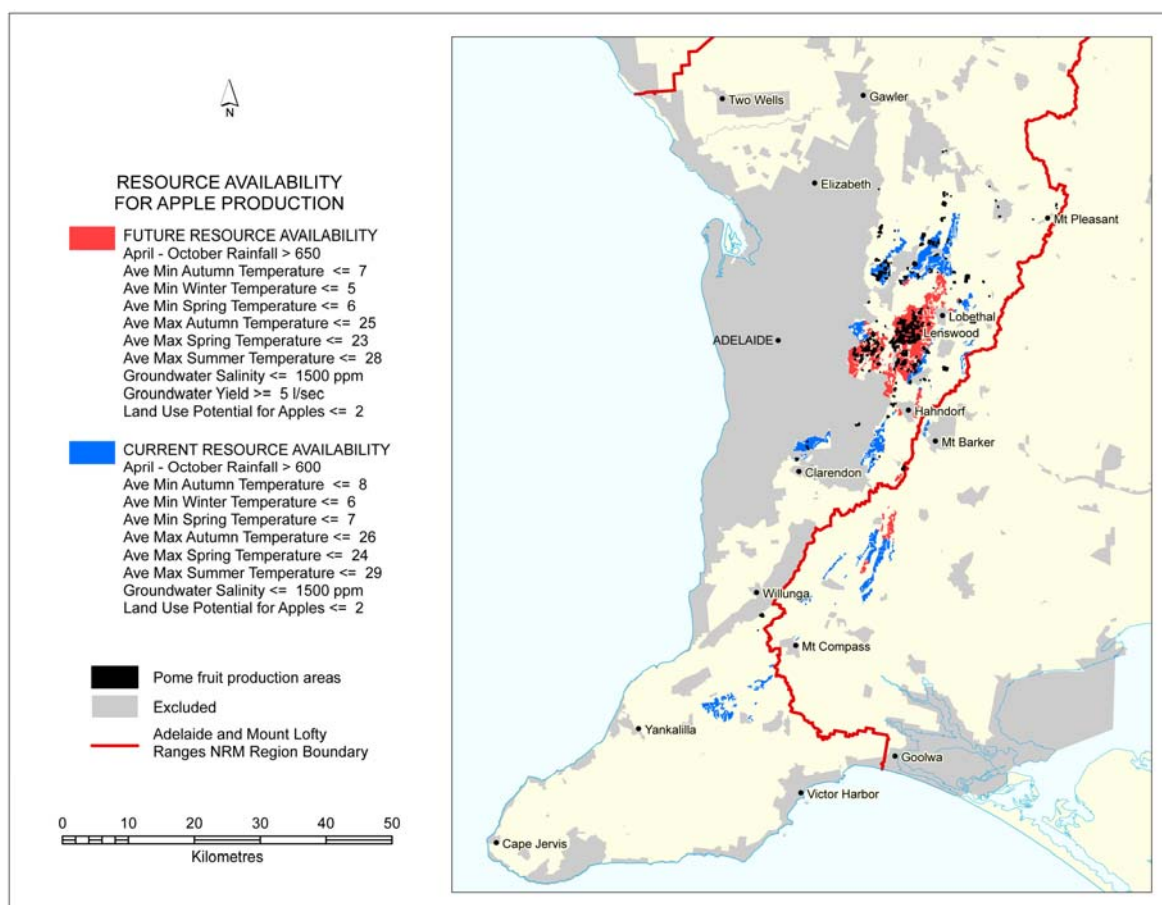 N
RESOURCE AVAILABILITY
FOR APPLE PRODUCTION
FUTURE RESOURCE AVAILABILITY
April - October Rainfall > 650
Ave Min Autumn Temperature <= 7
Ave Min Winter Temperature <= 5
Ave Min Spring Temperature <= 6
Ave Max Autumn Temperature <= 25
Ave Max Spring Temperature <= 23
Ave Max Summer Temperature <= 28
Groundwater Salinity <= 1500 ppm
Groundwater Yield >= 5 l/sec
Land Use Potential for Apples <= 2
CURRENT RESOURCE AVAILABILITY
April - October Rainfall > 600
Ave Min Autumn Temperature <= 8
Ave Min Winter Temperature <= 6
Ave Min Spring Temperature <= 7
Ave Max Autumn Temperature <= 26
Ave Max Spring Temperature <= 24
Ave Max Summer Temperature <= 29
Groundwater Salinity <= 1500 ppm
Land Use Potential for Apples <= 2
Pome fruit production areas
Excluded
Adelaide and Mount Lofty
Ranges NRM Region Boundary
0 10 20 30 40 50
Kilometres
Two Wells
Gawler
Elizabeth
Mt Pleasant
Lobethal
Lenswood
ADELAIDE
Hahndorf
Mt Barker
Clarendon
Willunga
Mt Compass
Yankalilla
Goolwa
Victor Harbor
Cape Jervis